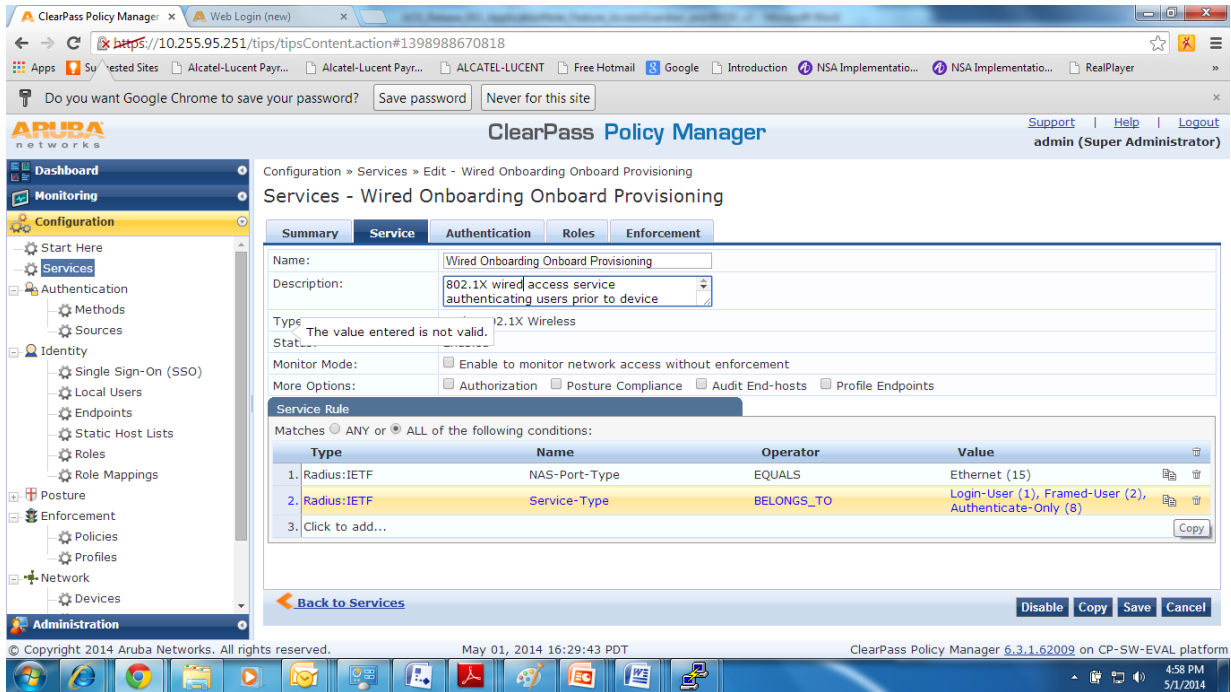 ClearPass Policy Manager
Web Login (new)
https://10.255.95.251/tips/tipsContent.action#1398988670818
Apps
Alcatel-Lucent Payr...
Alcatel-Lucent Payr...
ALCATEL-LUCENT
Free Hotmail
Google
Introduction
NSA Implementatio...
NSA Implementatio...
RealPlayer
»
Do you want Google Chrome to save your password?
Save password
Never for this site
ARUBA
networks
ClearPass Policy Manager
Support | Help | Logout
admin (Super Administrator)
Dashboard
Monitoring
Configuration
Start Here
Services
Authentication
Methods
Sources
Identity
Single Sign-On (SSO)
Local Users
Endpoints
Static Host Lists
Roles
Role Mappings
Posture
Enforcement
Policies
Profiles
Network
Devices
Administration
Configuration » Services » Edit - Wired Onboarding Onboard Provisioning
Services - Wired Onboarding Onboard Provisioning
Summary
Service
Authentication
Roles
Enforcement
Name:
Wired Onboarding Onboard Provisioning
Description:
802.1X wired access service
authenticating users prior to device
2.1X Wireless
The value entered is not valid.
Monitor Mode:
Enable to monitor network access without enforcement
More Options:
Authorization
Posture Compliance
Audit End-hosts
Profile Endpoints
Service Rule
Matches ANY or ALL of the following conditions:
Type Name Operator Value
1. Radius:IETF NAS-Port-Type EQUALS Ethernet (15)
2. Radius:IETF Service-Type BELONGS_TO Login-User (1), Framed-User (2),
Authenticate-Only (8)
3. Click to add...
Copy
Back to Services
Disable
Copy
Save
Cancel
© Copyright 2014 Aruba Networks. All rights reserved.
May 01, 2014 16:29:43 PDT
ClearPass Policy Manager 6.3.1.62009 on CP-SW-EVAL platform
4:58 PM
5/1/2014